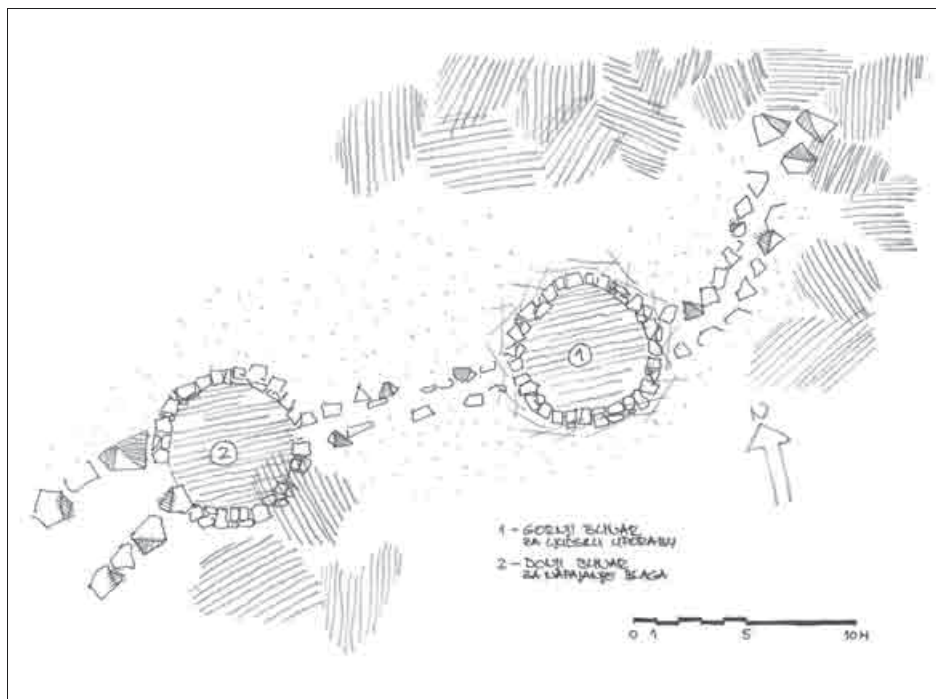 1
2
N
1 - GORNJI BUNAR
ZA LJUDSKU UPORABU
2 - DONJI BUNAR
ZA NAPAJANJE BLAGA
0 1 5 10 M